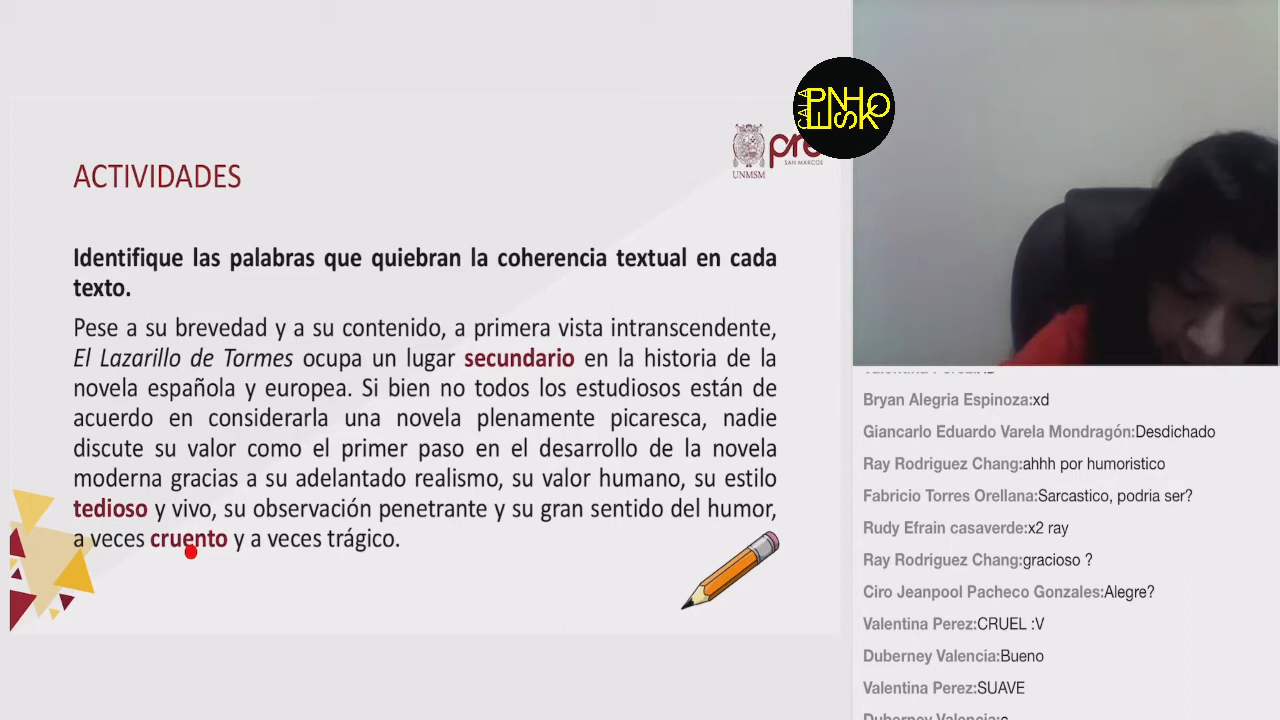 ACTIVIDADES
UNMSM
SAN MARCOS
CALA
Identifique las palabras que quiebran la coherencia textual en cada
texto.
Pese a su brevedad y a su contenido, a primera vista intranscendente,
El Lazarillo de Tormes ocupa un lugar secundario en la historia de la
novela española y europea. Si bien no todos los estudiosos están de
acuerdo en considerarla una novela plenamente picaresca, nadie
discute su valor como el primer paso en el desarrollo de la novela
moderna gracias a su adelantado realismo, su valor humano, su estilo
tedioso y vivo, su observación penetrante y su gran sentido del humor,
a veces cruento y a veces trágico.
Bryan Alegria Espinoza:xd
Giancarlo Eduardo Varela Mondragón:Desdichado
Ray Rodriguez Chang:ahhh por humoristico
Fabricio Torres Orellana:Sarcastico, podria ser?
Rudy Efrain casaverde:x2 ray
Ray Rodriguez Chang:gracioso ?
Ciro Jeanpool Pacheco Gonzales:Alegre?
Valentina Perez:CRUEL :V
Duberney Valencia:Bueno
Valentina Perez:SUAVE
Duberney Valencia: